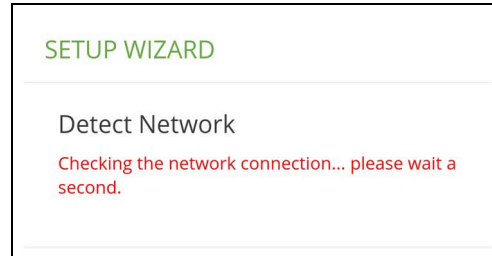 SETUP WIZARD
Detect Network
Checking the network connection... please wait a
second.